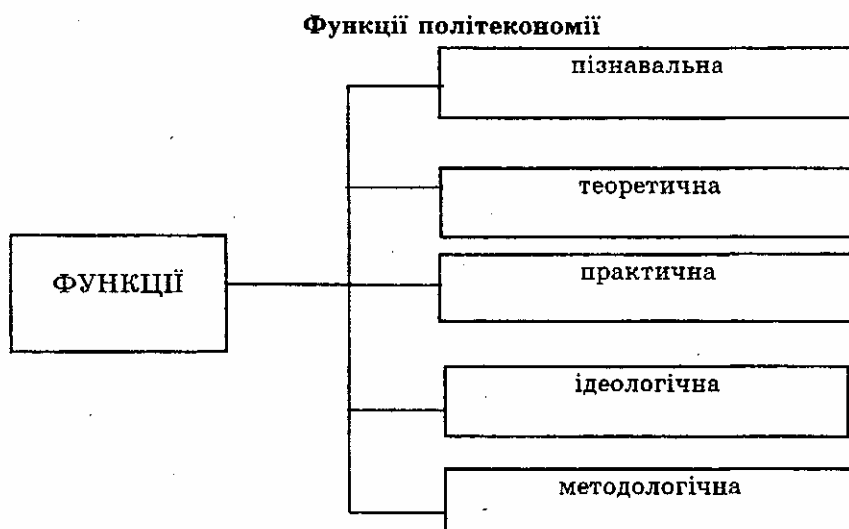 Функції політекономії
пізнавальна
теоретична
ФУНКЦІЇ
практична
ідеологічна
методологічна